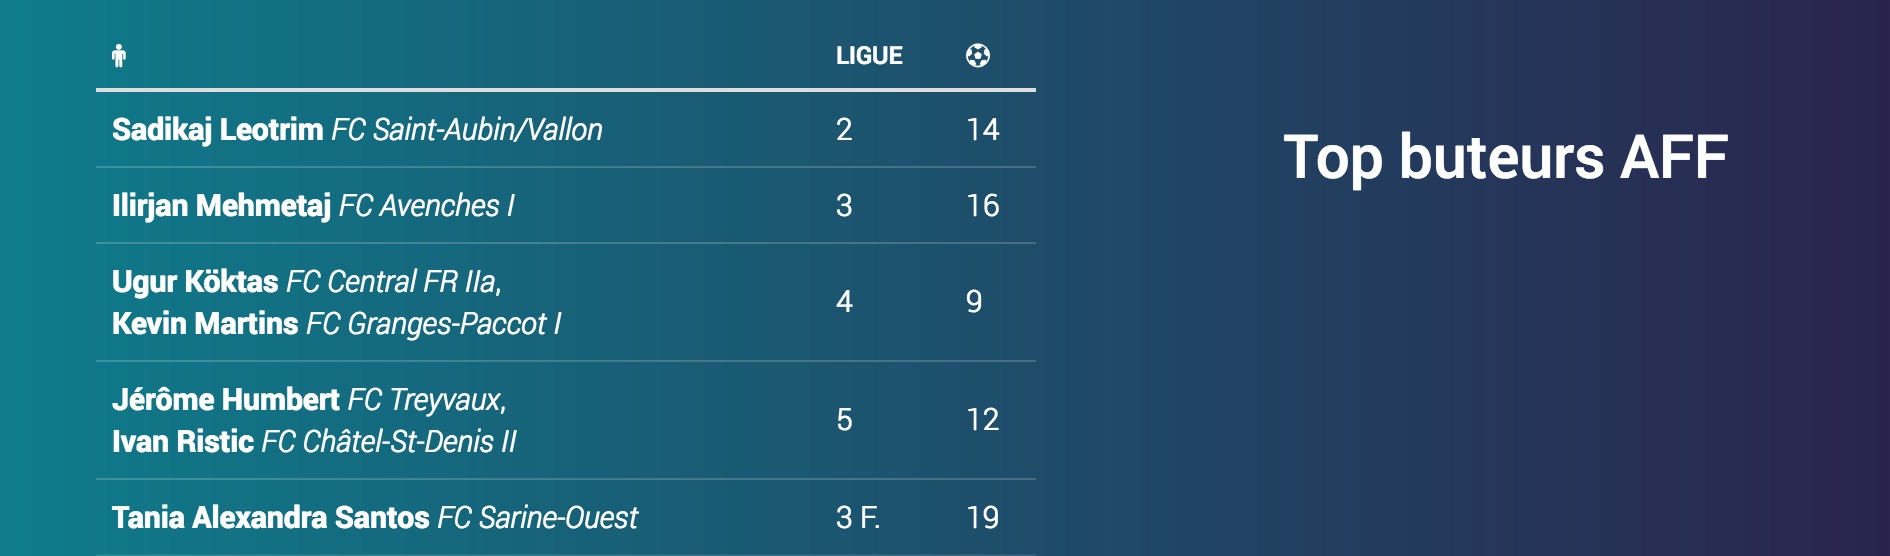 LIGUE
Sadikaj Leotrim FC Saint-Aubin/Vallon 2 14
Ilirjan Mehmetaj FC Avenches I 3 16
Ugur Köktas FC Central FR IIa,
Kevin Martins FC Granges-Paccot I 4 9
Jérôme Humbert FC Treyvaux,
Ivan Ristic FC Châtel-St-Denis II 5 12
Tania Alexandra Santos FC Sarine-Ouest 3 F. 19
Top buteurs AFF